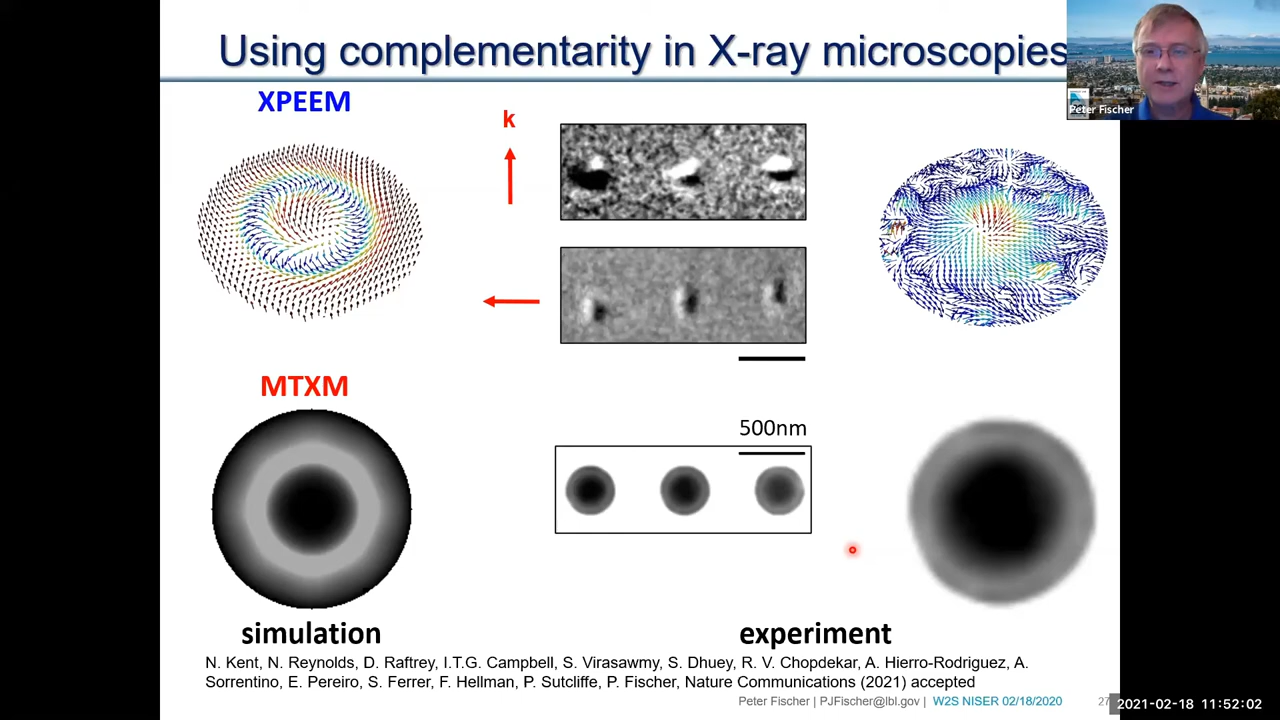 Using complementarity in X-ray microscopies
Peter Fischer
XPEEM
k
MTXM
500nm
simulation
experiment
N. Kent, N. Reynolds, D. Raftrey, I.T.G. Campbell, S. Virasawmy, S. Dhuey, R. V. Chopdekar, A. Hierro-Rodriguez, A.
Sorrentino, E. Pereiro, S. Ferrer, F. Hellman, P. Sutcliffe, P. Fischer, Nature Communications (2021) accepted
Peter Fischer | PJFischer@lbl.gov | W2S NISER 02/18/2020
27
2021-02-18 11:52:02